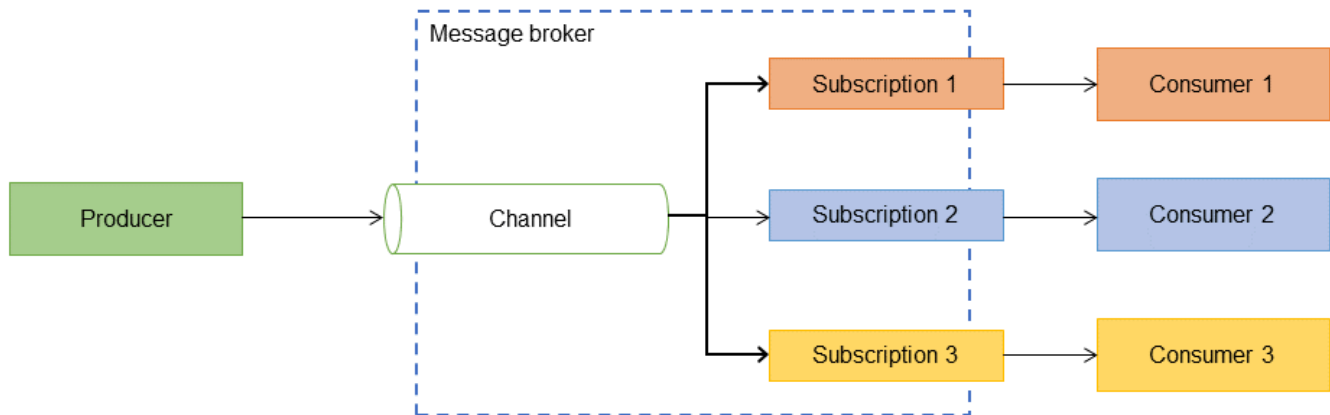 Message broker
Subscription 1
Consumer 1
Producer
Channel
Subscription 2
Consumer 2
Subscription 3
Consumer 3